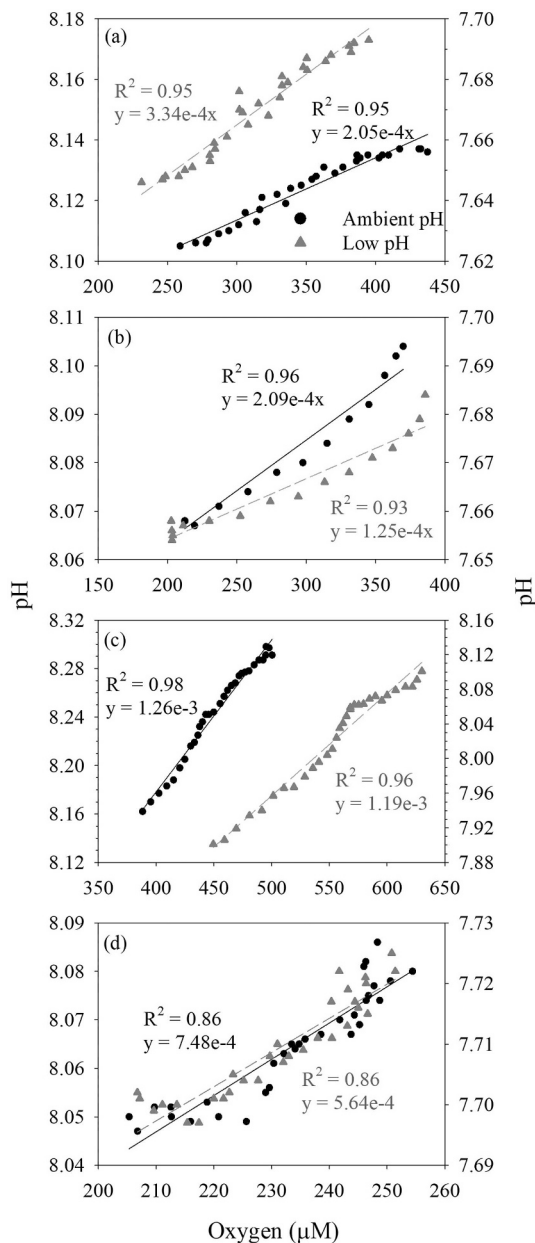 8.18
7.70
(a)
R² = 0.95
y = 3.34e-4x
R² = 0.95
y = 2.05e-4x
8.16
7.68
8.14
7.66
8.12
7.64
8.10
7.62
Ambient pH
Low pH
200 250 300 350 400 450
8.11
7.70
(b)
R² = 0.96
y = 2.09e-4x
8.10
7.69
8.09
7.68
8.08
7.67
8.07
7.66
8.06
7.65
R² = 0.93
y = 1.25e-4x
150 200 250 300 350 400
pH
pH
8.32
8.16
(c)
8.12
8.28
R² = 0.98
y = 1.26e-3
8.08
8.24
8.04
8.20
8.00
R² = 0.96
y = 1.19e-3
7.96
8.16
7.92
8.12
7.88
350 400 450 500 550 600 650
8.09
7.73
(d)
8.08
7.72
R² = 0.86
y = 7.48e-4
8.07
7.71
8.06
R² = 0.86
y = 5.64e-4
8.05
7.70
8.04
7.69
200 210 220 230 240 250 260
Oxygen (μM)